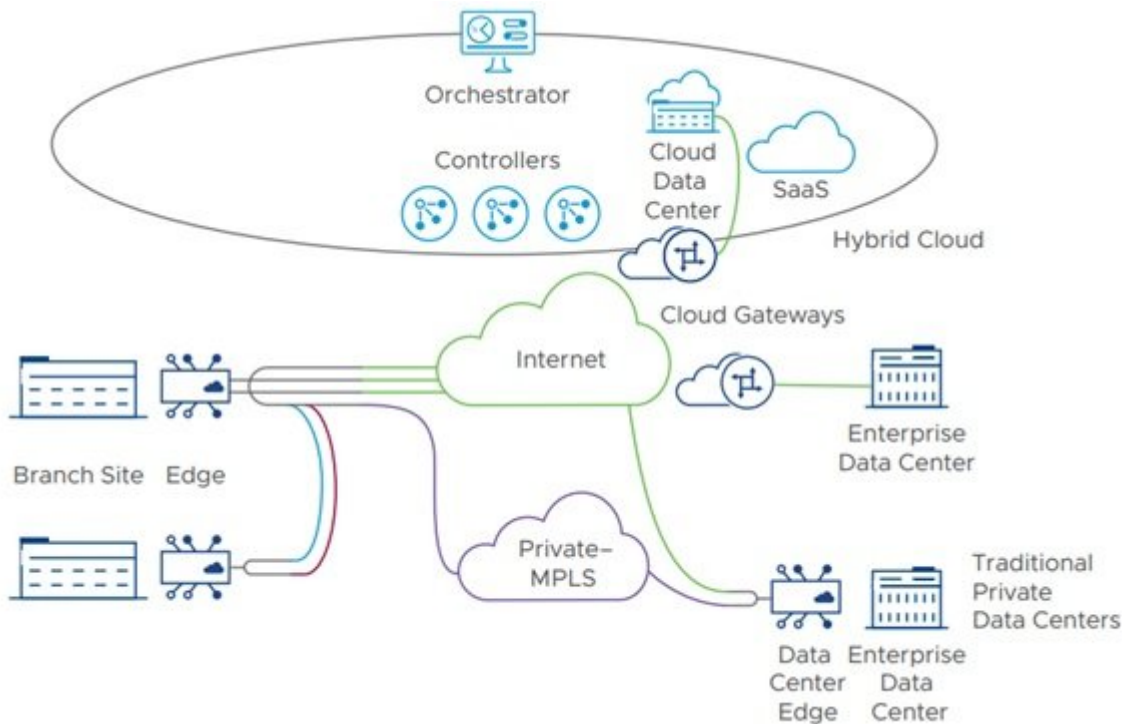 Orchestrator
Controllers
Cloud
Data
Center
SaaS
Hybrid Cloud
Cloud Gateways
Internet
Branch Site
Edge
Enterprise
Data Center
Private–
MPLS
Traditional
Private
Data Centers
Data
Center
Edge
Enterprise
Data
Center